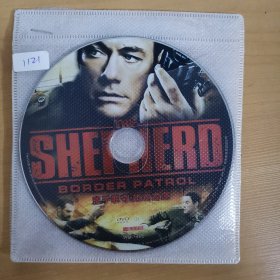 1121
THE
SHEPHERD
BORDER PATROL
DVD